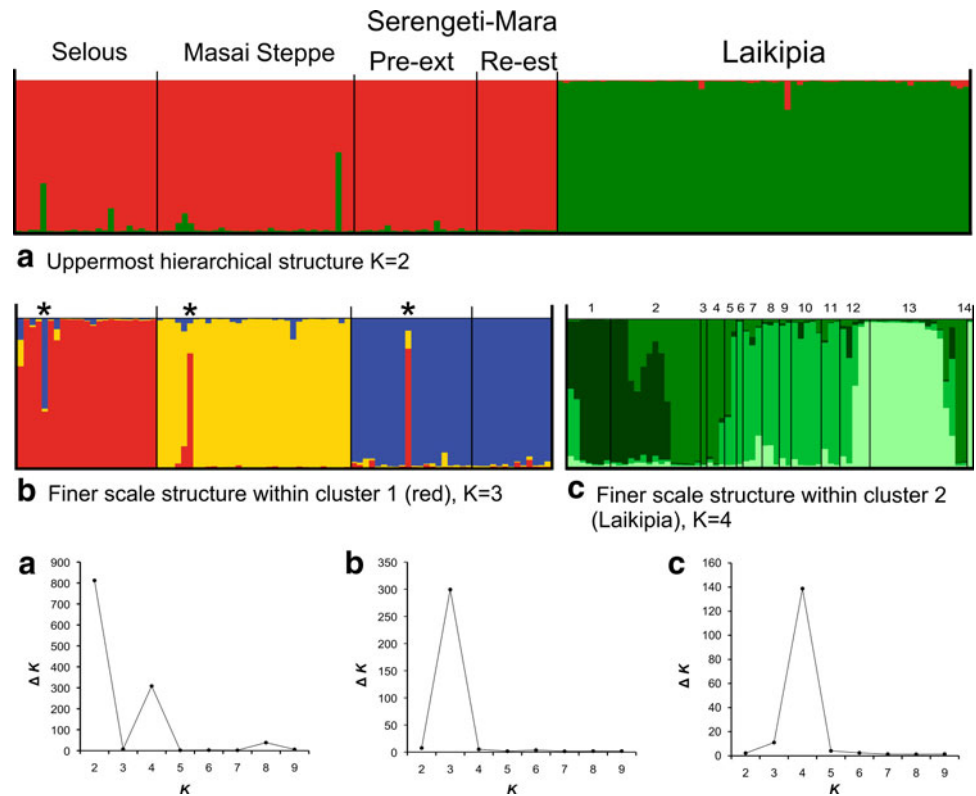 Serengeti-Mara
Selous Masai Steppe Pre-ext Re-est Laikipia
a Uppermost hierarchical structure K=2
* * *
1 2 3 4 5 6 7 8 9 10 11 12 13 14
b Finer scale structure within cluster 1 (red), K=3
c Finer scale structure within cluster 2
(Laikipia), K=4
a
900
800
700
600
500
400
300
200
100
0
Δ K
2 3 4 5 6 7 8 9
K
b
350
300
250
200
150
100
50
0
Δ K
2 3 4 5 6 7 8 9
K
c
160
140
120
100
80
60
40
20
0
Δ K
2 3 4 5 6 7 8 9
K